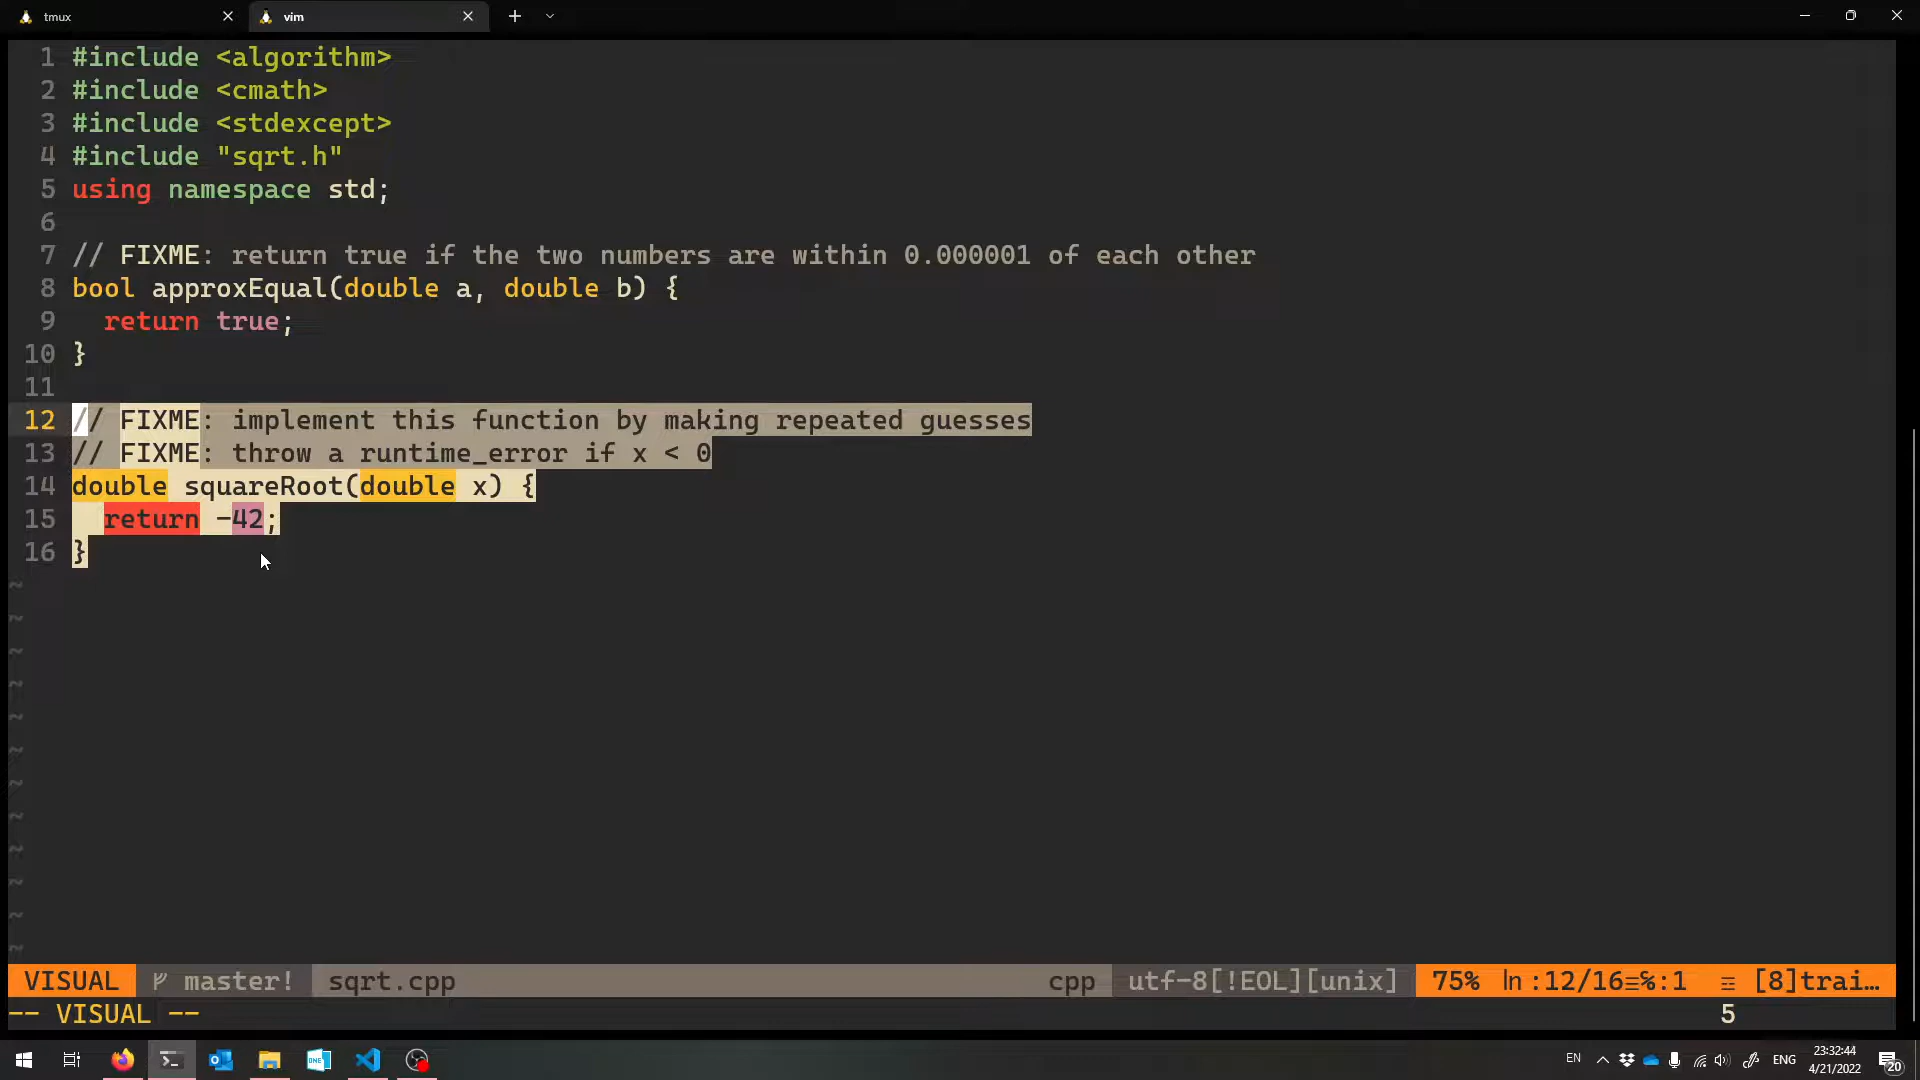 tmux
vim
1 #include <algorithm>
2 #include <cmath>
3 #include <stdexcept>
4 #include "sqrt.h"
5 using namespace std;
6
7 // FIXME: return true if the two numbers are within 0.000001 of each other
8 bool approxEqual(double a, double b) {
9   return true;
10 }
11
12 // FIXME: implement this function by making repeated guesses
13 // FIXME: throw a runtime_error if x < 0
14 double squareRoot(double x) {
15   return -42;
16 }
~
~
~
~
~
~
~
~
~
~
~
~
VISUAL master! sqrt.cpp cpp utf-8[!EOL][unix] 75% ln:12/16≡%:1 ☲ [8]trai…
-- VISUAL -- 5
EN ENG 23:32:44
4/21/2022 20